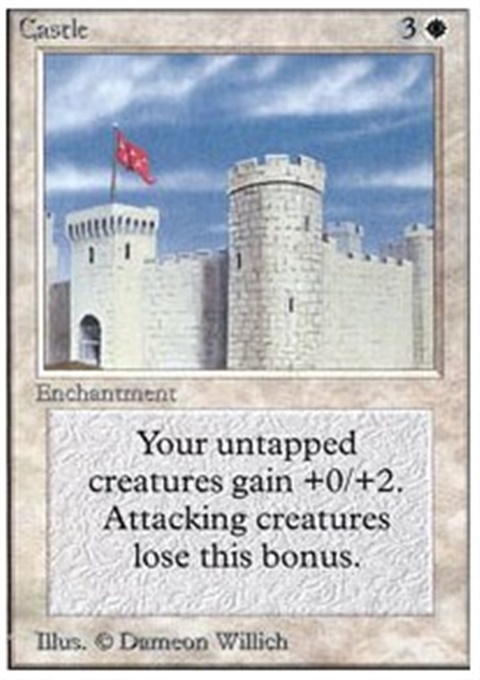 Castle 3
Enchantment
Your untapped
creatures gain +0/+2.
Attacking creatures
lose this bonus.
Illus. © Dameon Willich